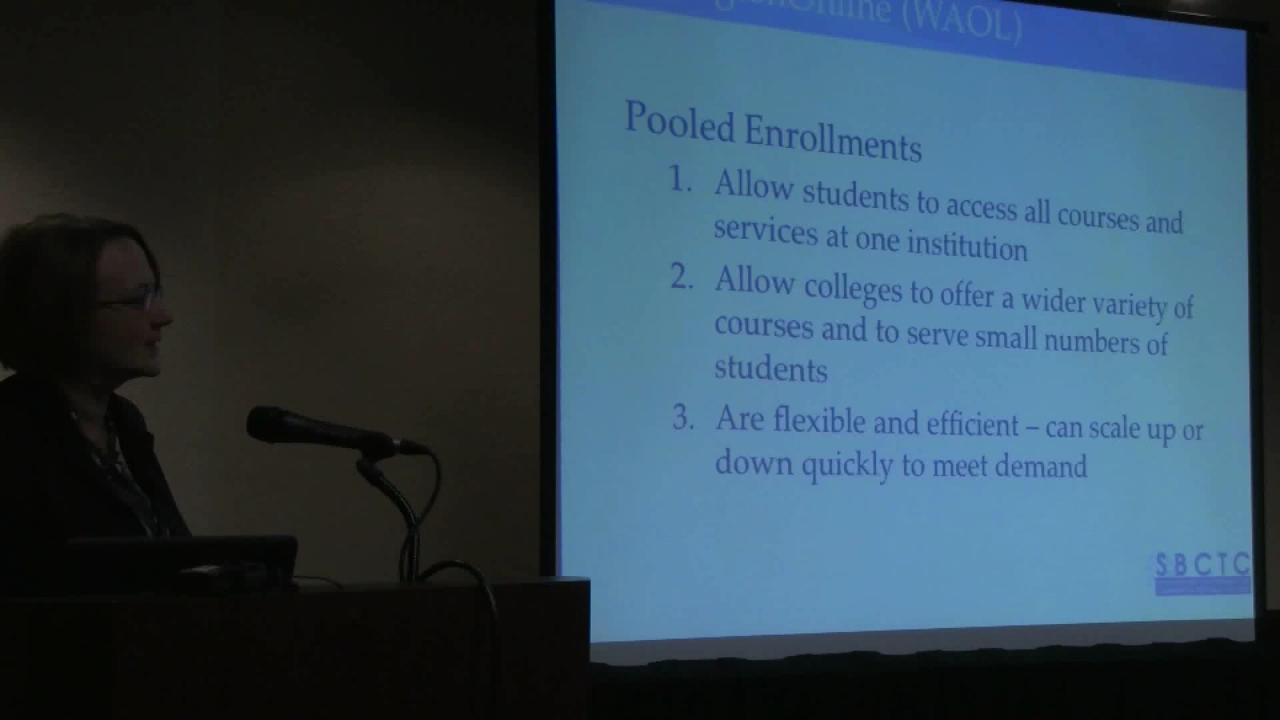 (WAOL)
Pooled Enrollments
1. Allow students to access all courses and
services at one institution
2. Allow colleges to offer a wider variety of
courses and to serve small numbers of
students
3. Are flexible and efficient – can scale up or
down quickly to meet demand
SBCTC